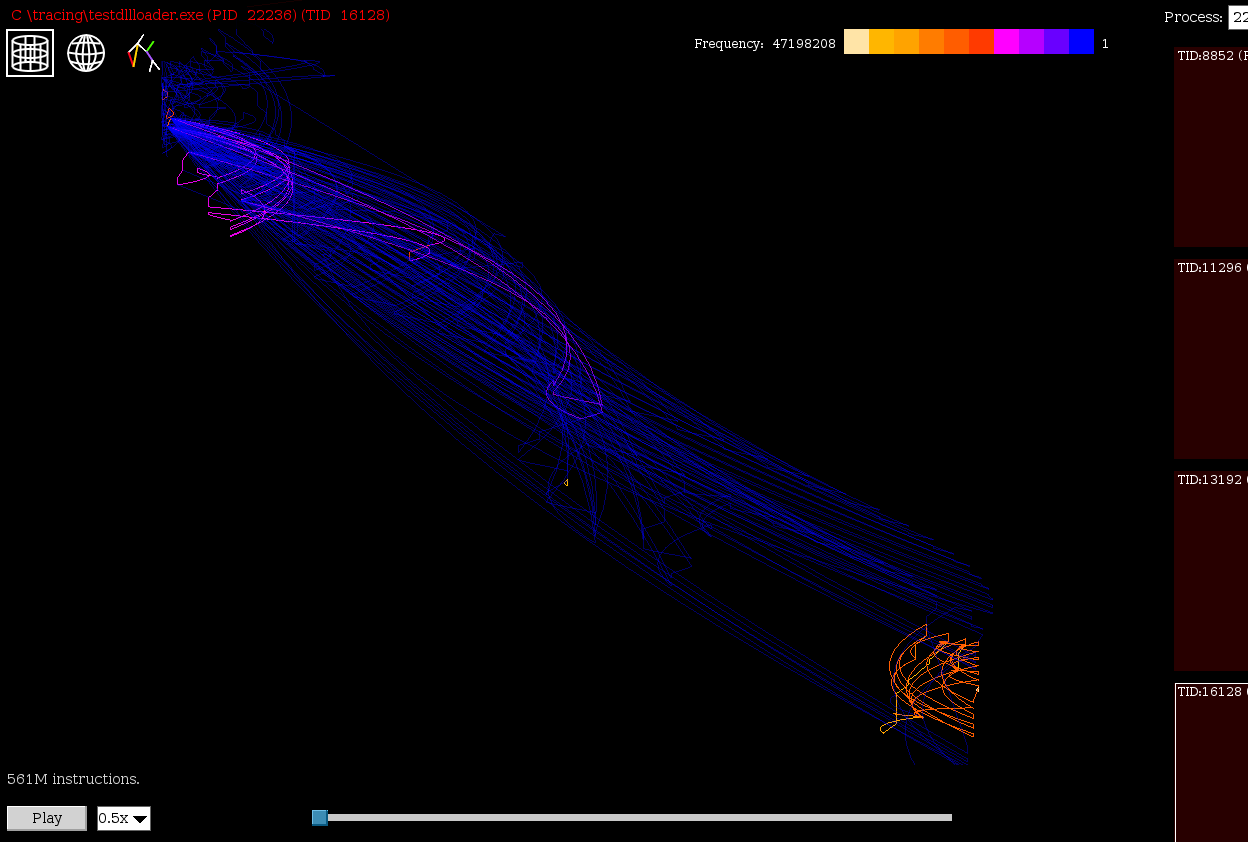 C \tracing\testdllloader.exe (PID 22236) (TID 16128)
Process: 22
Frequency: 47198208 1
TID:8852 (F
TID:11296 (
TID:13192 (
TID:16128 (
561M instructions.
Play 0.5x